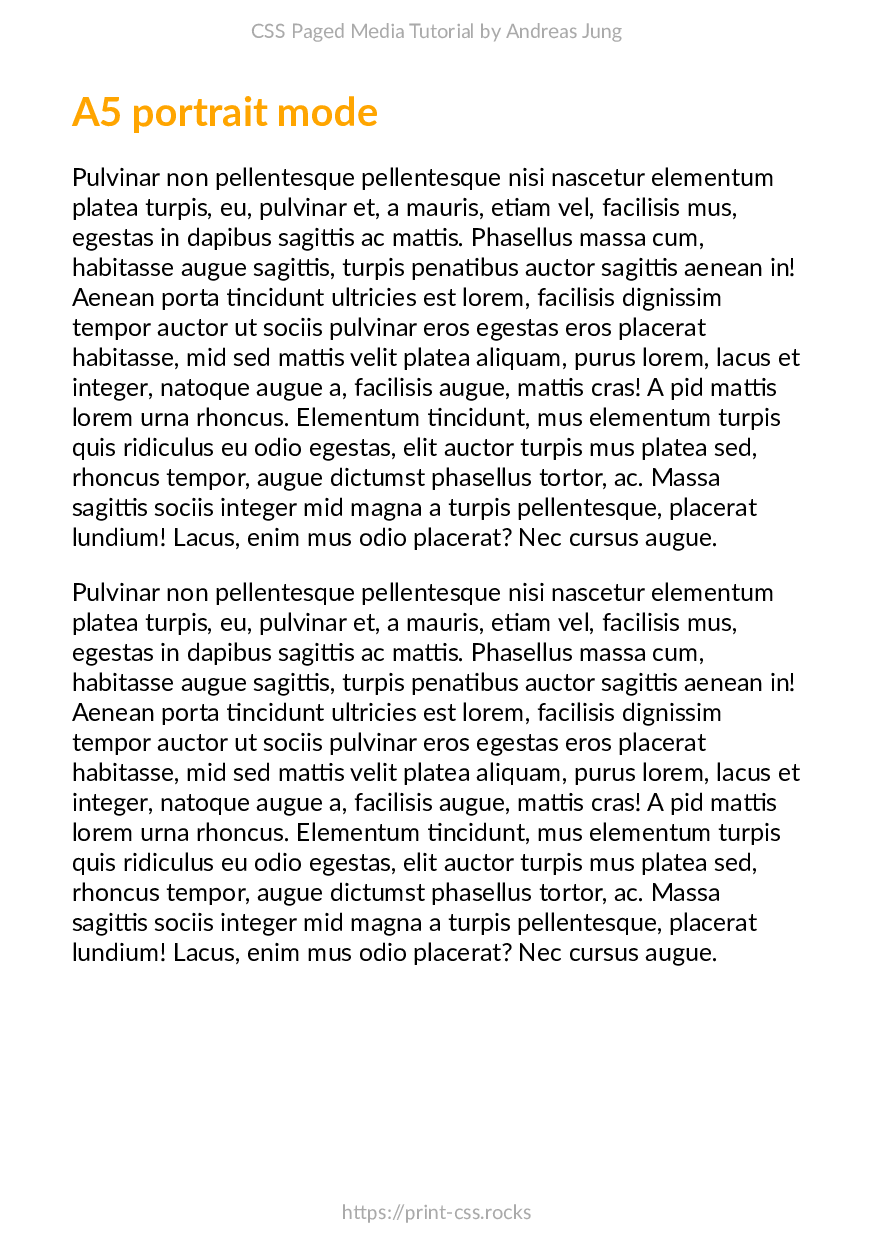 CSS Paged Media Tutorial by Andreas Jung
A5 portrait mode
Pulvinar non pellentesque pellentesque nisi nascetur elementum
platea turpis, eu, pulvinar et, a mauris, etiam vel, facilisis mus,
egestas in dapibus sagittis ac mattis. Phasellus massa cum,
habitasse augue sagittis, turpis penatibus auctor sagittis aenean in!
Aenean porta tincidunt ultricies est lorem, facilisis dignissim
tempor auctor ut sociis pulvinar eros egestas eros placerat
habitasse, mid sed mattis velit platea aliquam, purus lorem, lacus et
integer, natoque augue a, facilisis augue, mattis cras! A pid mattis
lorem urna rhoncus. Elementum tincidunt, mus elementum turpis
quis ridiculus eu odio egestas, elit auctor turpis mus platea sed,
rhoncus tempor, augue dictumst phasellus tortor, ac. Massa
sagittis sociis integer mid magna a turpis pellentesque, placerat
lundium! Lacus, enim mus odio placerat? Nec cursus augue.
Pulvinar non pellentesque pellentesque nisi nascetur elementum
platea turpis, eu, pulvinar et, a mauris, etiam vel, facilisis mus,
egestas in dapibus sagittis ac mattis. Phasellus massa cum,
habitasse augue sagittis, turpis penatibus auctor sagittis aenean in!
Aenean porta tincidunt ultricies est lorem, facilisis dignissim
tempor auctor ut sociis pulvinar eros egestas eros placerat
habitasse, mid sed mattis velit platea aliquam, purus lorem, lacus et
integer, natoque augue a, facilisis augue, mattis cras! A pid mattis
lorem urna rhoncus. Elementum tincidunt, mus elementum turpis
quis ridiculus eu odio egestas, elit auctor turpis mus platea sed,
rhoncus tempor, augue dictumst phasellus tortor, ac. Massa
sagittis sociis integer mid magna a turpis pellentesque, placerat
lundium! Lacus, enim mus odio placerat? Nec cursus augue.
https://print-css.rocks